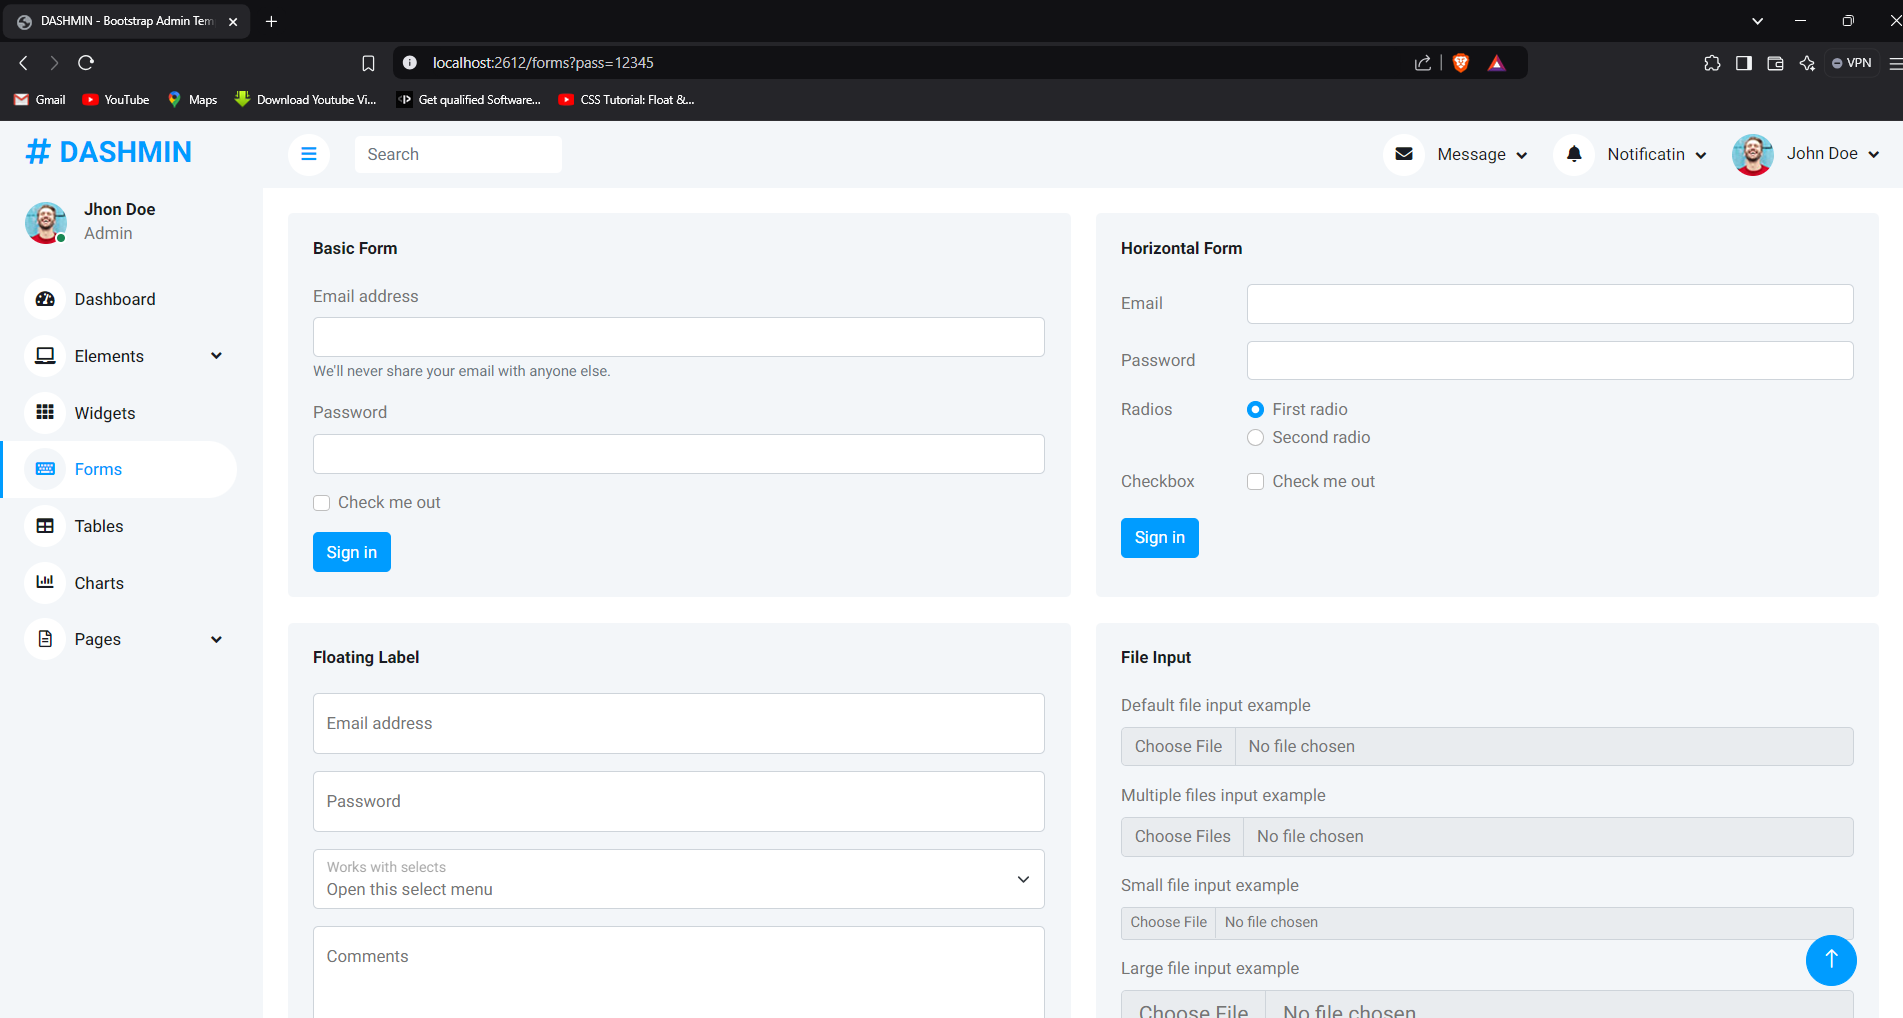 DASHMIN - Bootstrap Admin Tem
localhost:2612/forms?pass=12345
VPN
Gmail
YouTube
Maps
Download Youtube Vi...
Get qualified Software...
CSS Tutorial: Float &...
# DASHMIN
Search
Message
Notificatin
John Doe
Jhon Doe
Admin
Dashboard
Elements
Widgets
Forms
Tables
Charts
Pages
Basic Form
Email address
We'll never share your email with anyone else.
Password
Check me out
Sign in
Horizontal Form
Email
Password
Radios
First radio
Second radio
Checkbox
Check me out
Sign in
Floating Label
Email address
Password
Works with selects
Open this select menu
Comments
File Input
Default file input example
Choose File No file chosen
Multiple files input example
Choose Files No file chosen
Small file input example
Choose File No file chosen
Large file input example
Choose File No file chosen